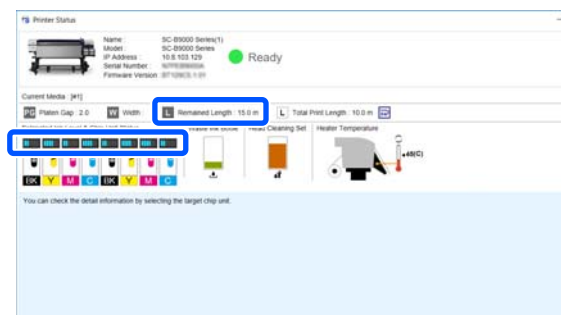 Printer Status
Name : SC-B9000 Series(1)
Model : SC-B9000 Series
IP Address : 10.8.103.129
Serial Number :
Firmware Version :
Ready
Current Media : [#1]
PG Platen Gap : 2.0 W Width : L Remained Length : 15.0 m L Total Print Length : 10.0 m
Head Cleaning Set Heater Temperature
+48(C)
BK Y M C BK Y M C
You can check the detail information by selecting the target chip unit.